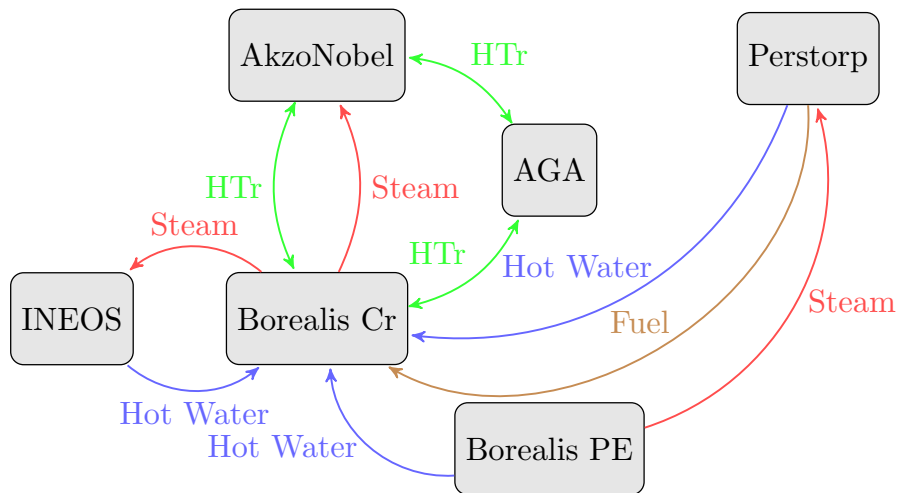 AkzoNobel
HTr
Perstorp
AGA
HTr
Steam
Steam
HTr
Hot Water
INEOS
Borealis Cr
Fuel
Steam
Hot Water
Hot Water
Borealis PE